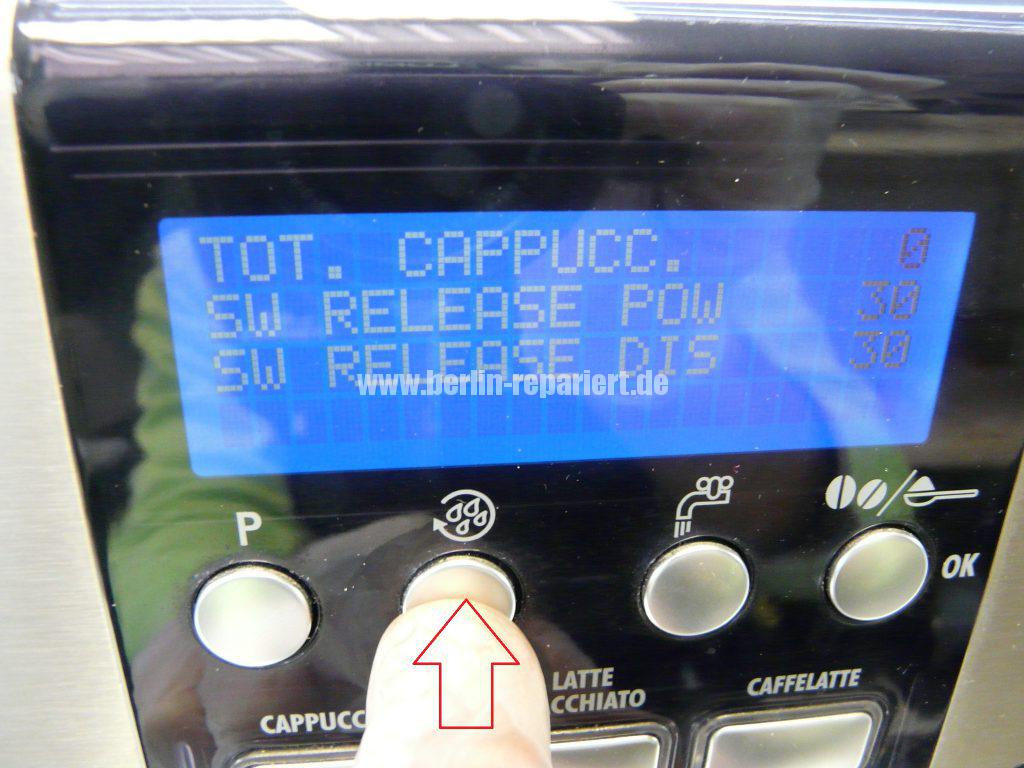 TOT. CAPPUCC. 0
SW RELEASE POW 30
SW RELEASE DIS 30
www.berlin-repariert.de
P
OK
CAPPUCC
LATTE
CCHIATO
CAFFELATTE